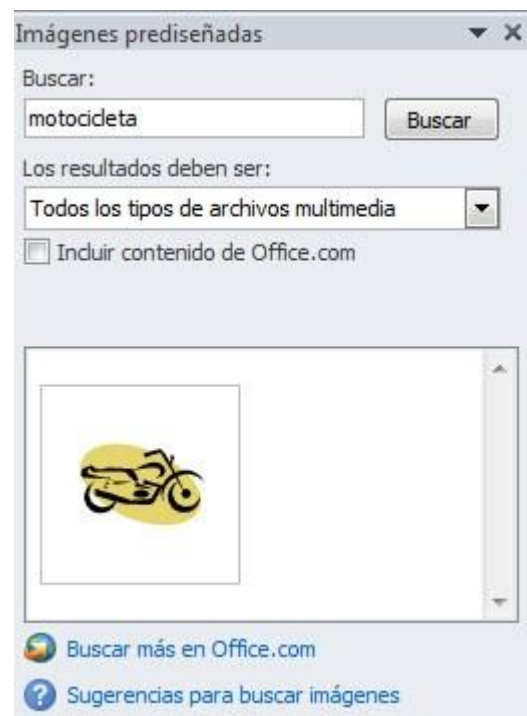 Imágenes prediseñadas
Buscar:
motocicleta
Buscar
Los resultados deben ser:
Todos los tipos de archivos multimedia
Incluir contenido de Office.com
Buscar más en Office.com
Sugerencias para buscar imágenes